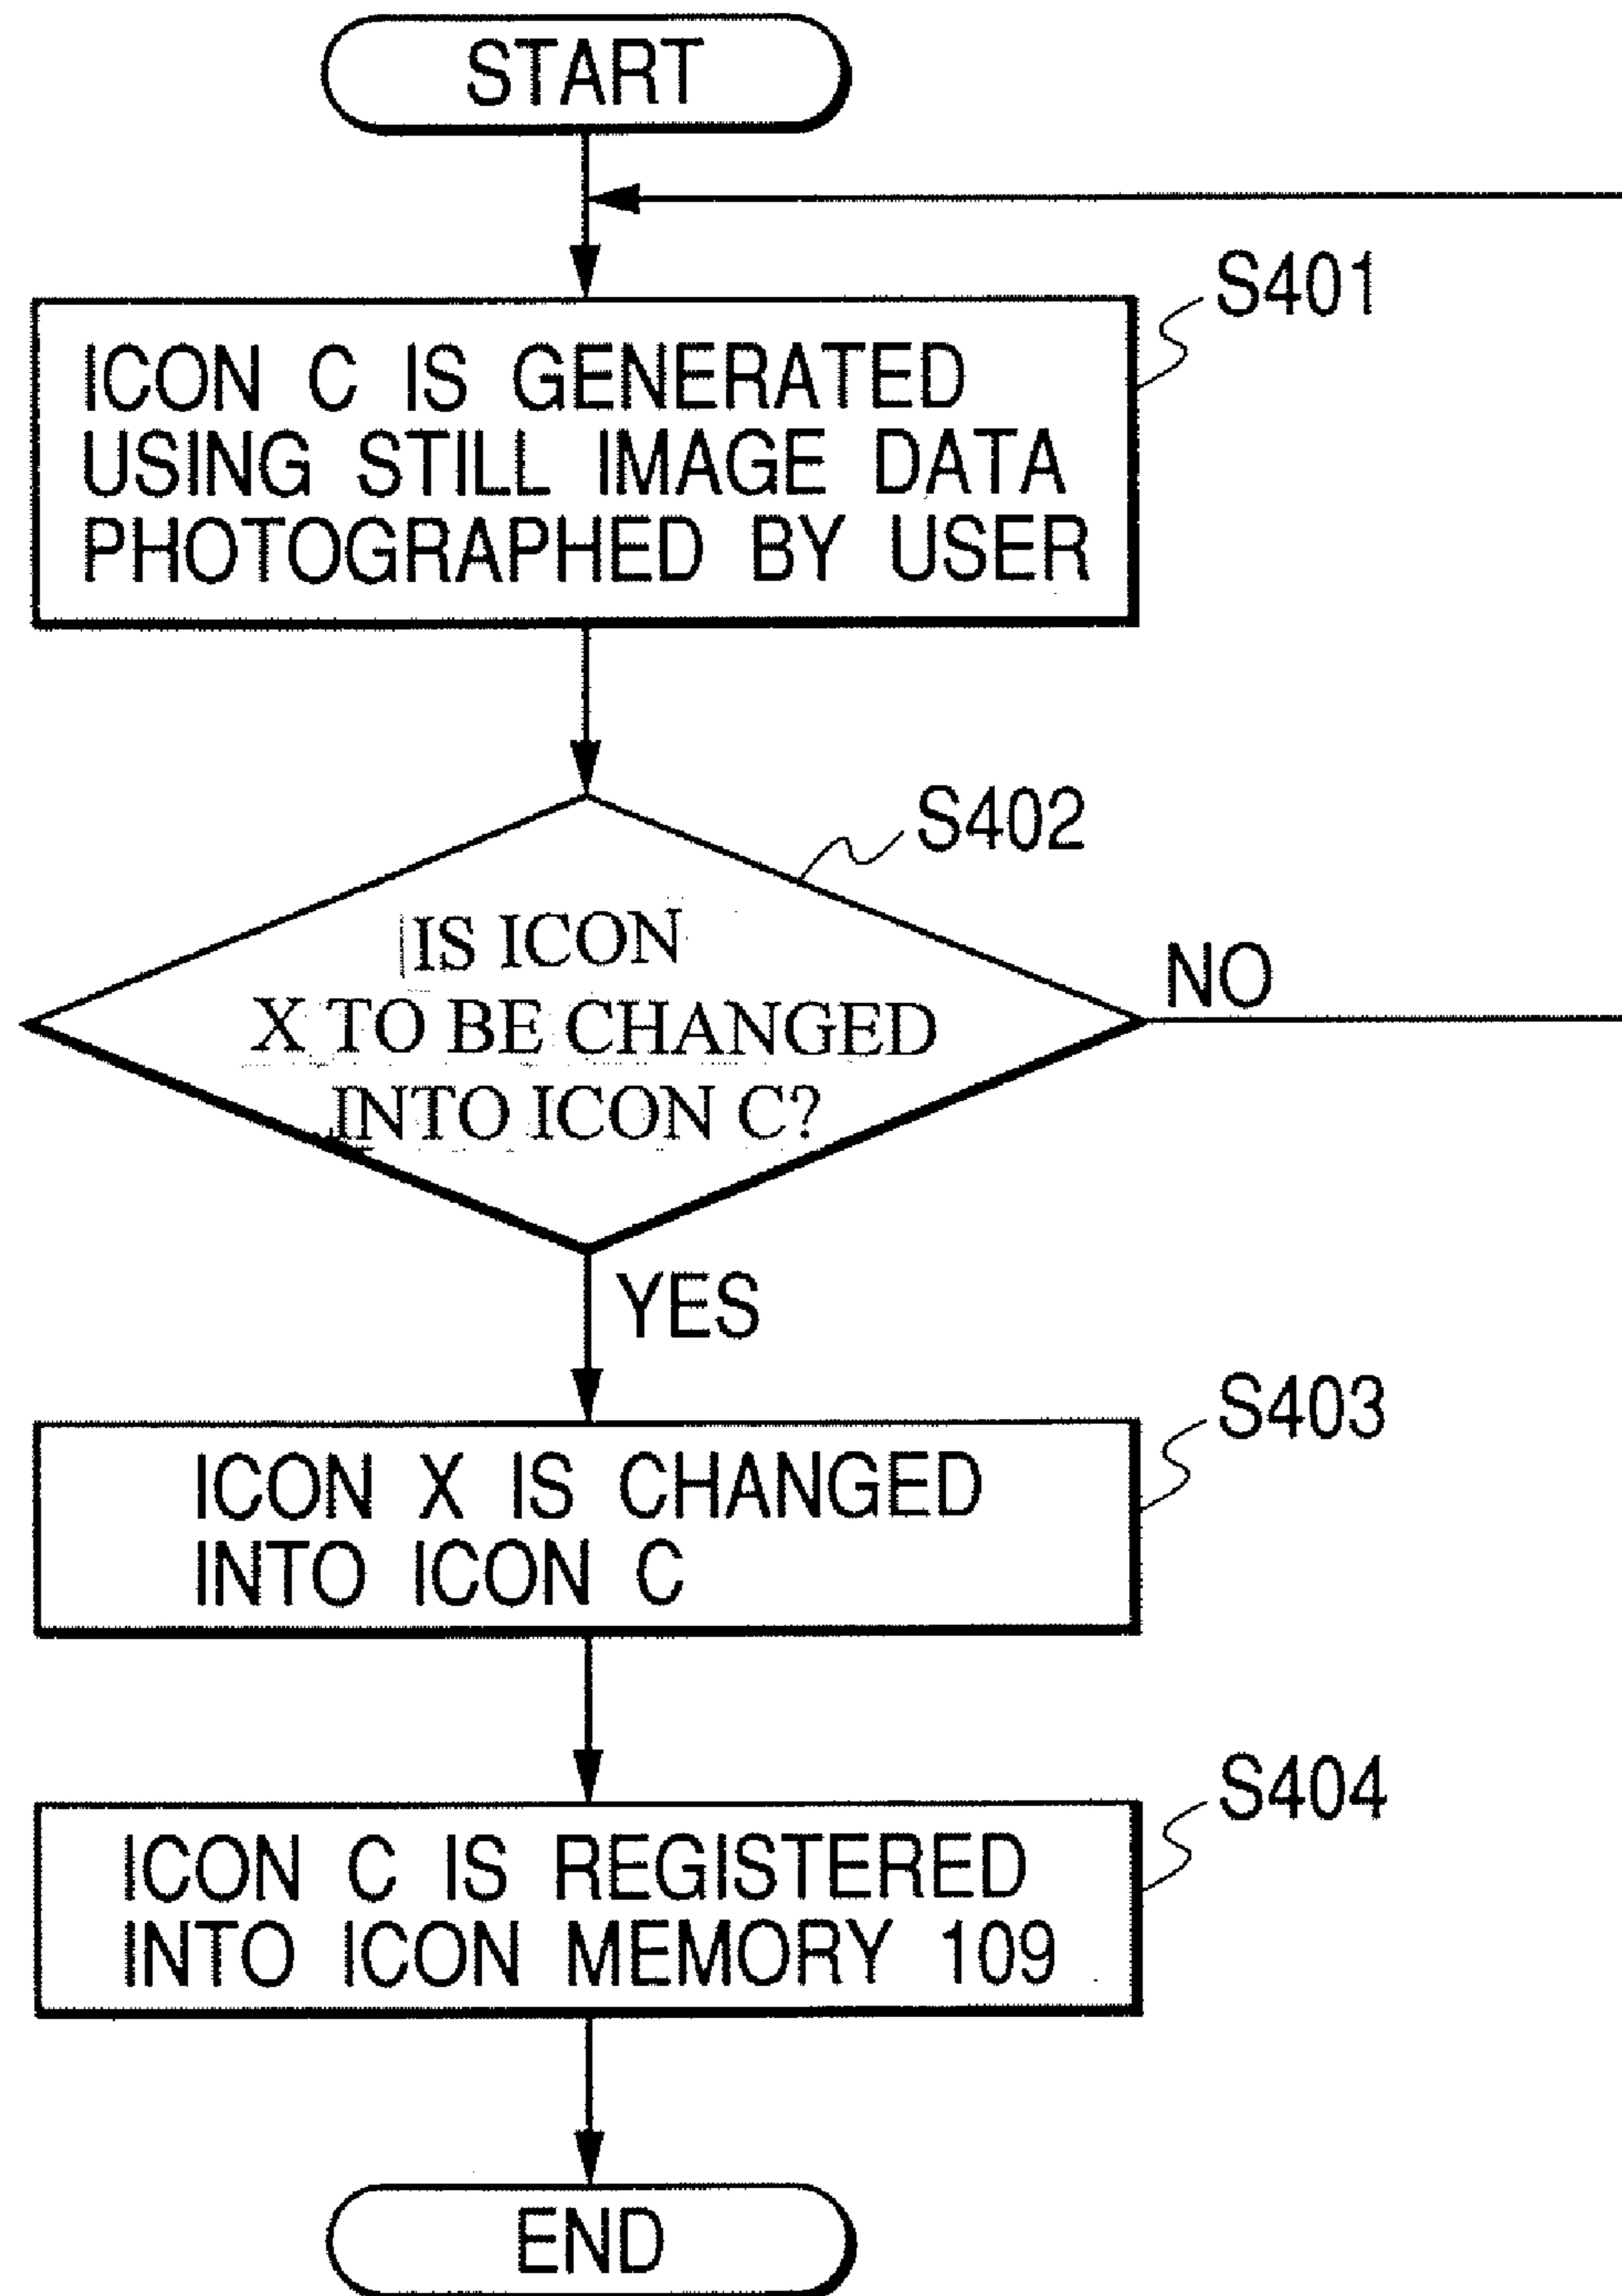 START
S401
ICON C IS GENERATED
USING STILL IMAGE DATA
PHOTOGRAPHED BY USER
S402
IS ICON
X TO BE CHANGED
INTO ICON C?
NO
YES
S403
ICON X IS CHANGED
INTO ICON C
S404
ICON C IS REGISTERED
INTO ICON MEMORY 109
END